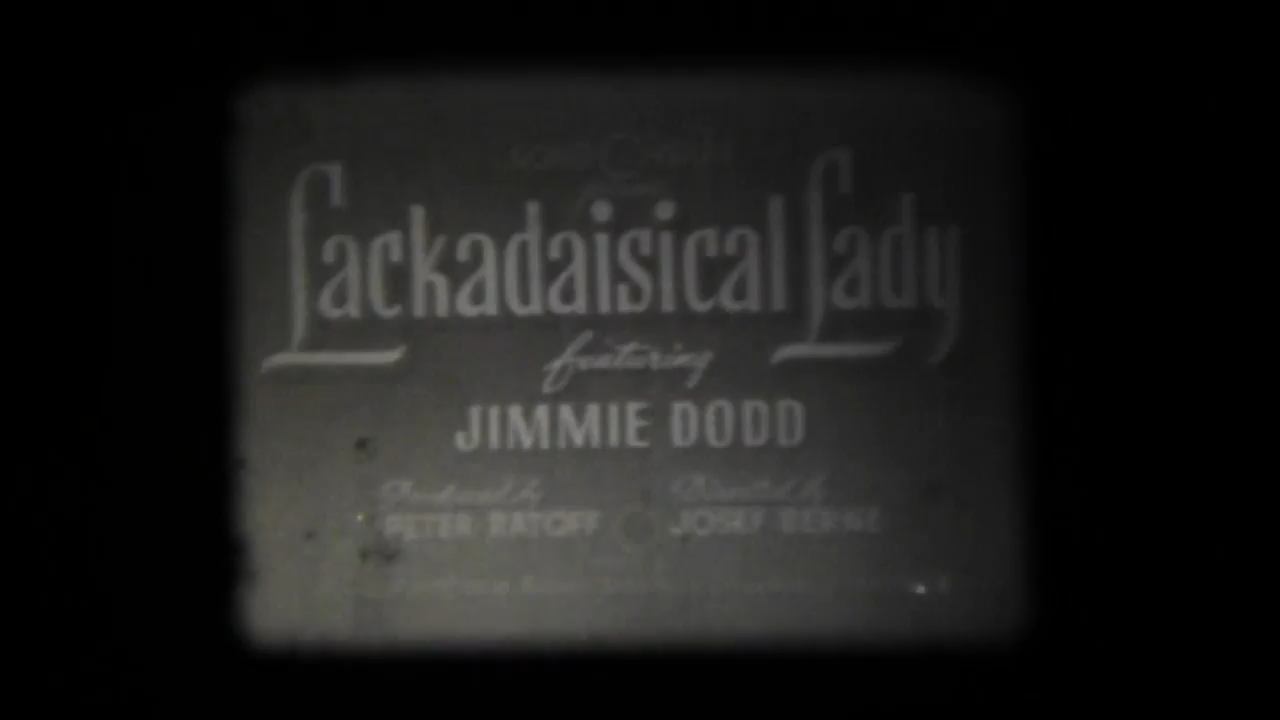 Lackadaisical Lady
featuring
JIMMIE DODD
Produced by Directed by
PETER RATOFF JOSEF BERNE